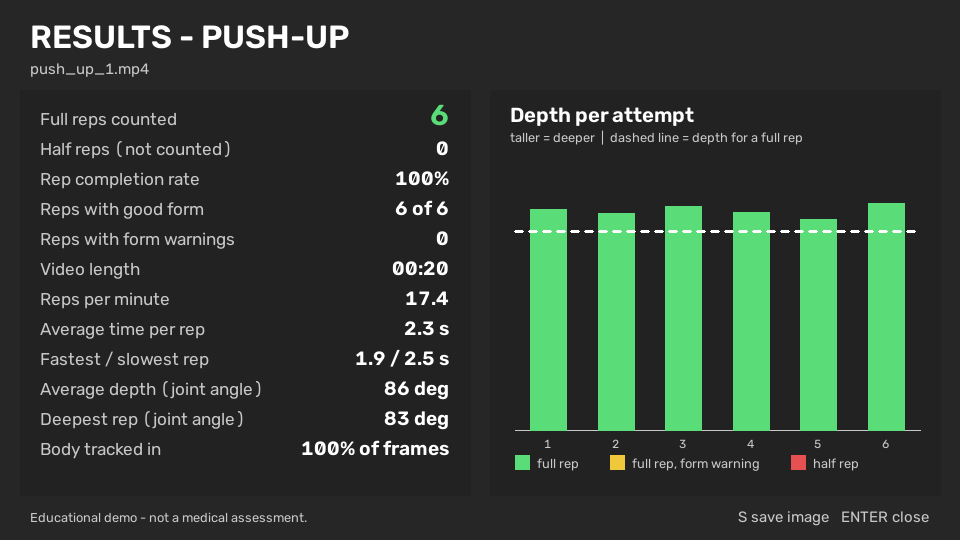 RESULTS - PUSH-UP
push_up_1.mp4
Full reps counted 6
Half reps (not counted) 0
Rep completion rate 100%
Reps with good form 6 of 6
Reps with form warnings 0
Video length 00:20
Reps per minute 17.4
Average time per rep 2.3 s
Fastest / slowest rep 1.9 / 2.5 s
Average depth (joint angle) 86 deg
Deepest rep (joint angle) 83 deg
Body tracked in 100% of frames
Depth per attempt
taller = deeper | dashed line = depth for a full rep
1 2 3 4 5 6
full rep full rep, form warning half rep
Educational demo - not a medical assessment.
S save image ENTER close